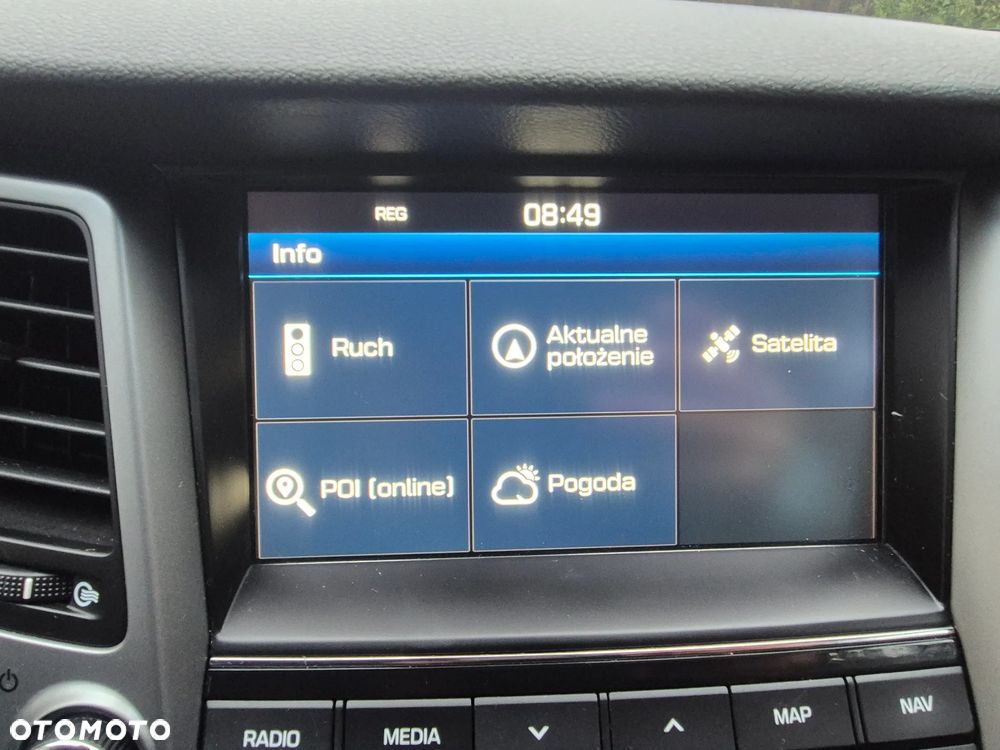 REG 08:49
Info
Ruch
Aktualne
położenie
Satelita
POI (online)
Pogoda
RADIO MEDIA MAP NAV
OTOMOTO